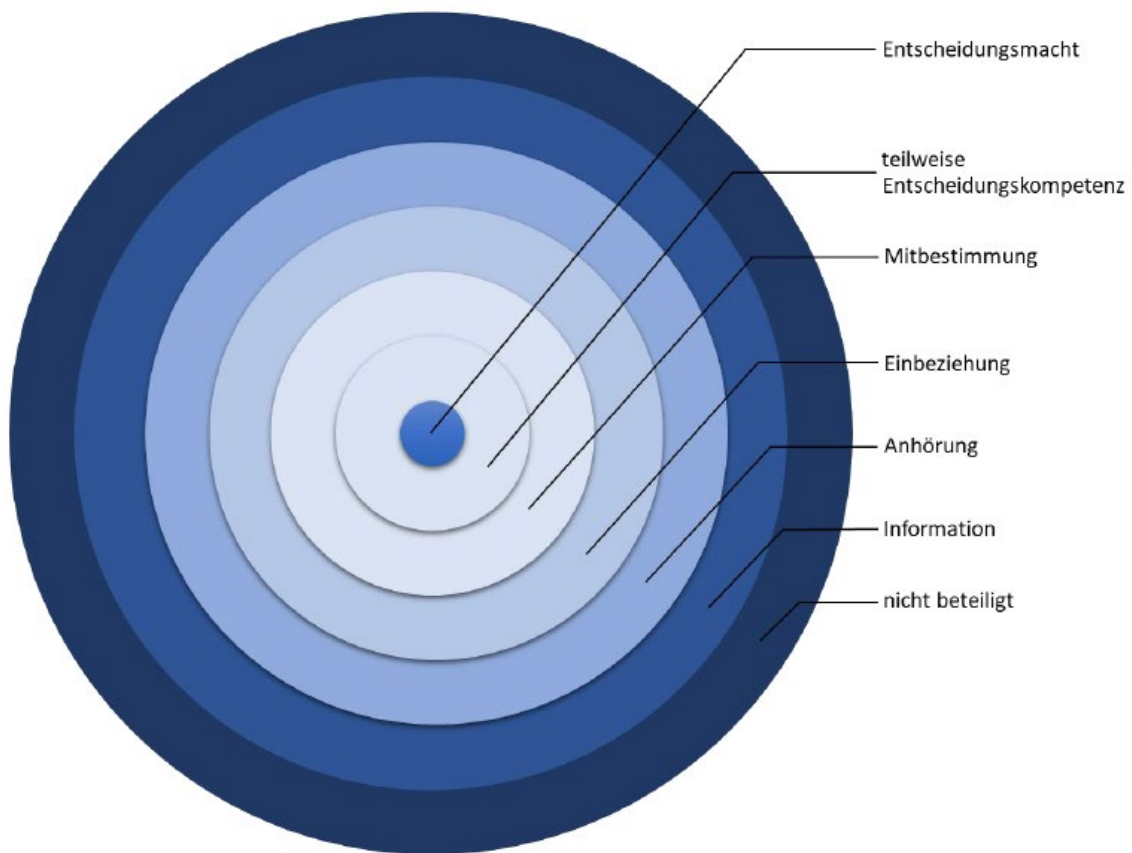 Entscheidungsmacht
teilweise
Entscheidungskompetenz
Mitbestimmung
Einbeziehung
Anhörung
Information
nicht beteiligt